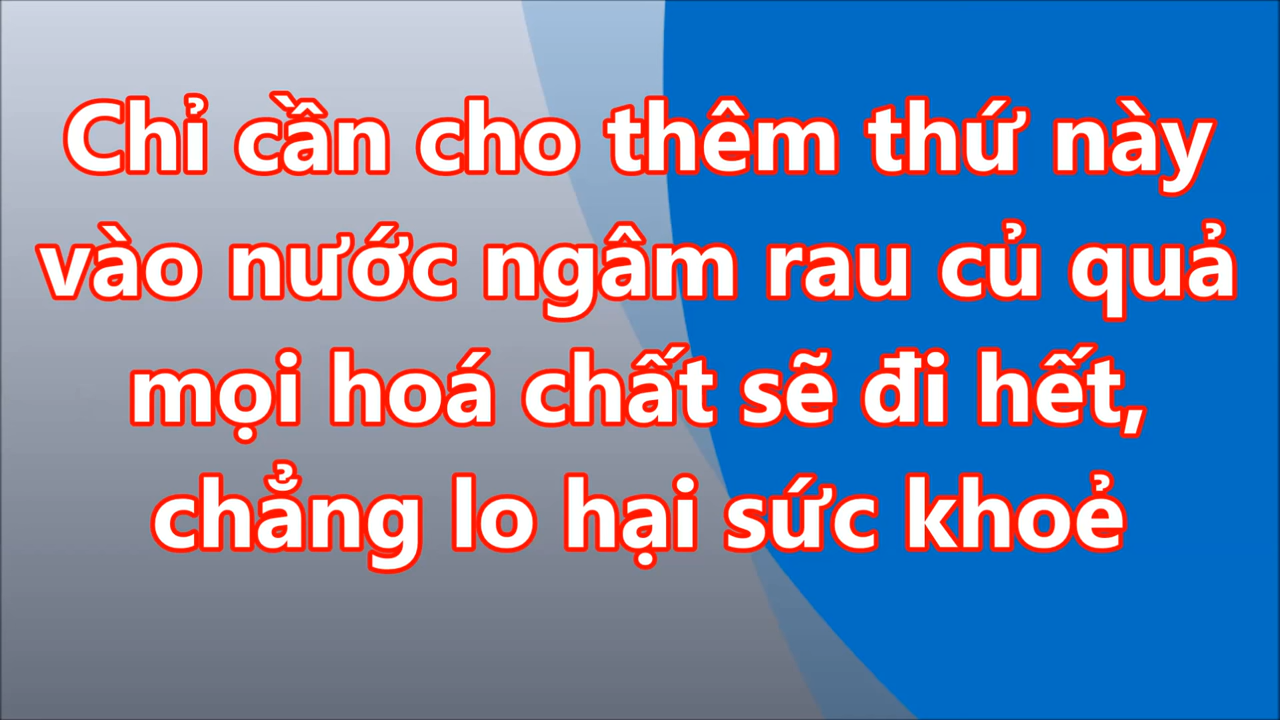 Chỉ cần cho thêm thứ này
vào nước ngâm rau củ quả
mọi hoá chất sẽ đi hết,
chẳng lo hại sức khoẻ